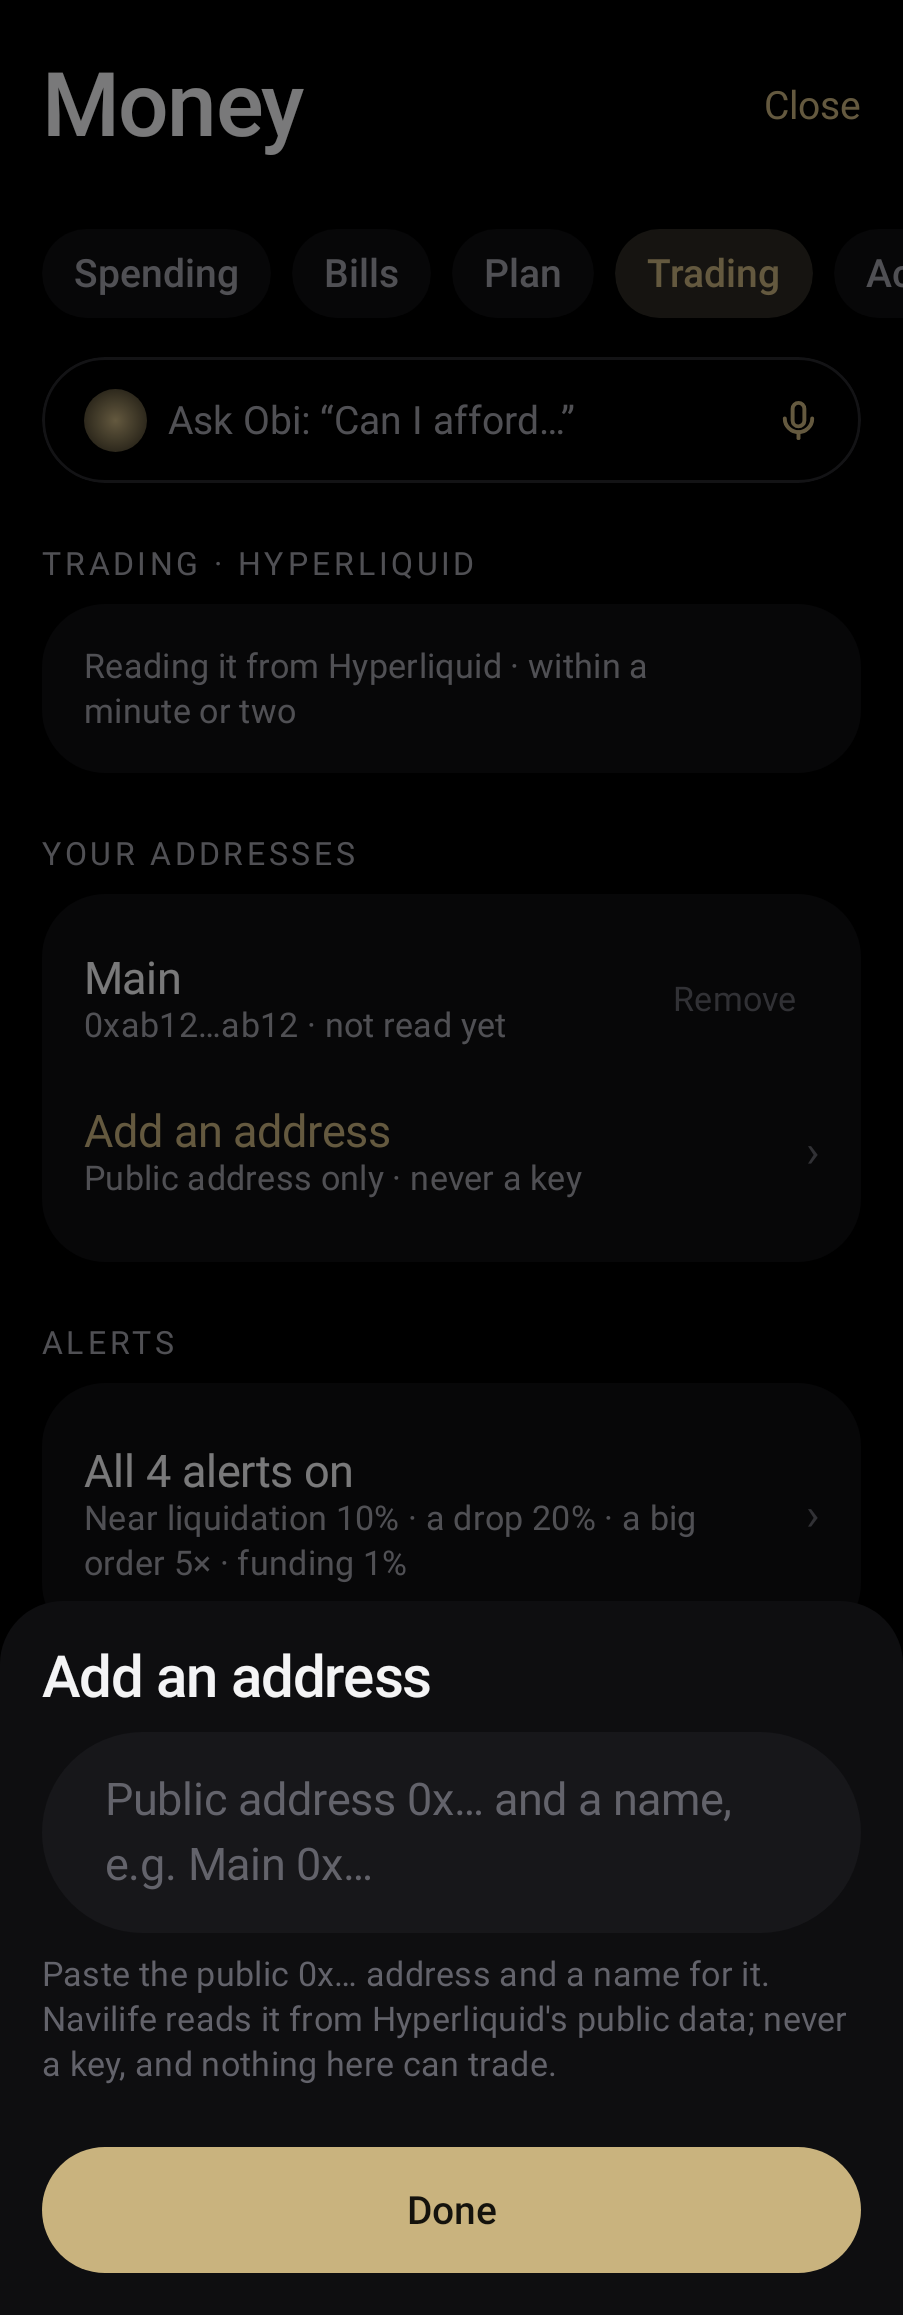 Money
Close
Spending
Bills
Plan
Trading
Ac
Ask Obi: “Can I afford...”
TRADING · HYPERLIQUID
Reading it from Hyperliquid · within a
minute or two
YOUR ADDRESSES
Main
0xab12…ab12 · not read yet
Remove
Add an address
Public address only · never a key
›
ALERTS
All 4 alerts on
Near liquidation 10% · a drop 20% · a big
order 5× · funding 1%
›
Add an address
Public address 0x… and a name,
e.g. Main 0x…
Paste the public 0x… address and a name for it.
Navilife reads it from Hyperliquid's public data; never
a key, and nothing here can trade.
Done